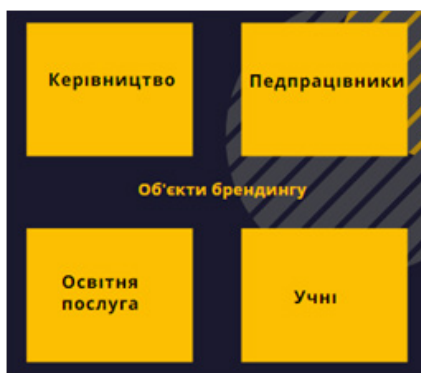 Керівництво
Педпрацівники
Об'єкти брендингу
Освітня
послуга
Учні